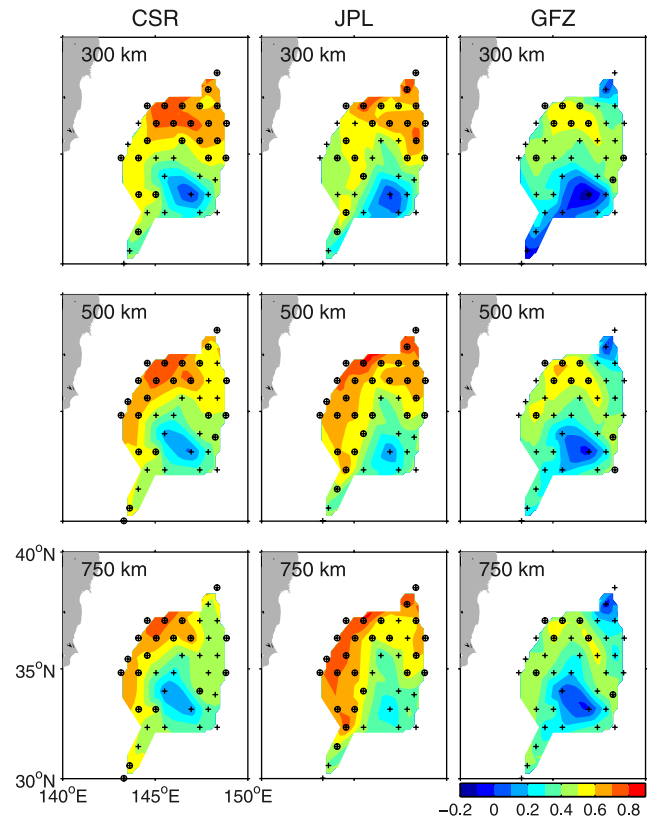 CSR JPL GFZ
300 km 300 km 300 km
500 km 500 km 500 km
40°N
750 km 750 km 750 km
35°N
30°N
140°E 145°E 150°E
−0.2 0 0.2 0.4 0.6 0.8